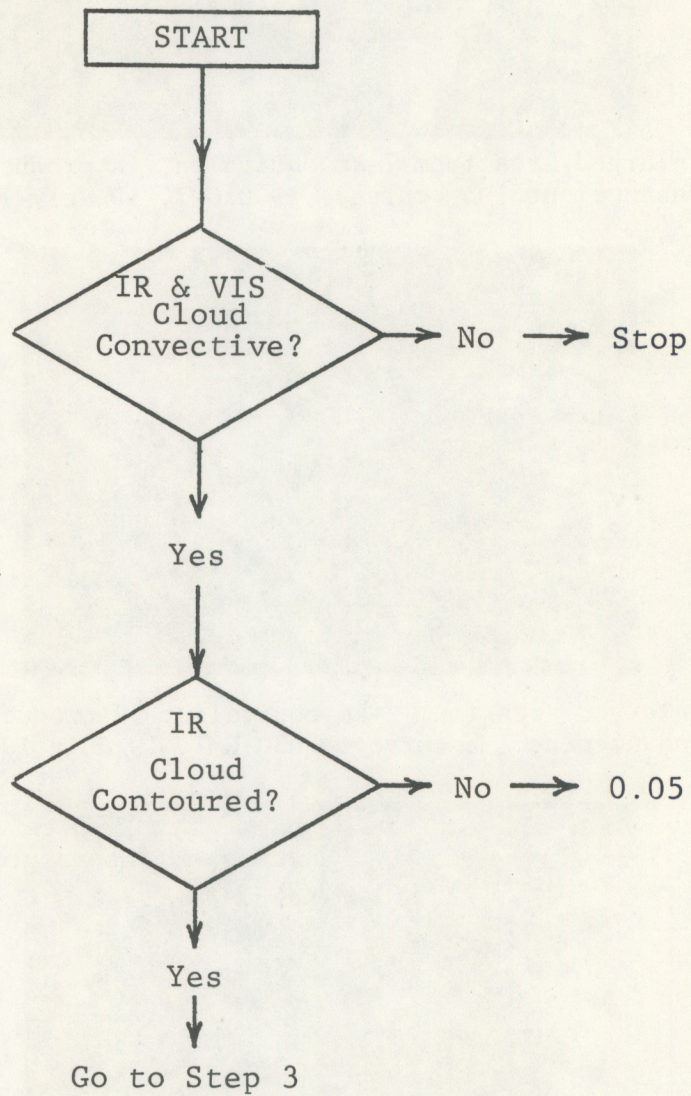 START
IR & VIS
Cloud
Convective?
No
Stop
Yes
IR
Cloud
Contoured?
No
0.05
Yes
Go to Step 3